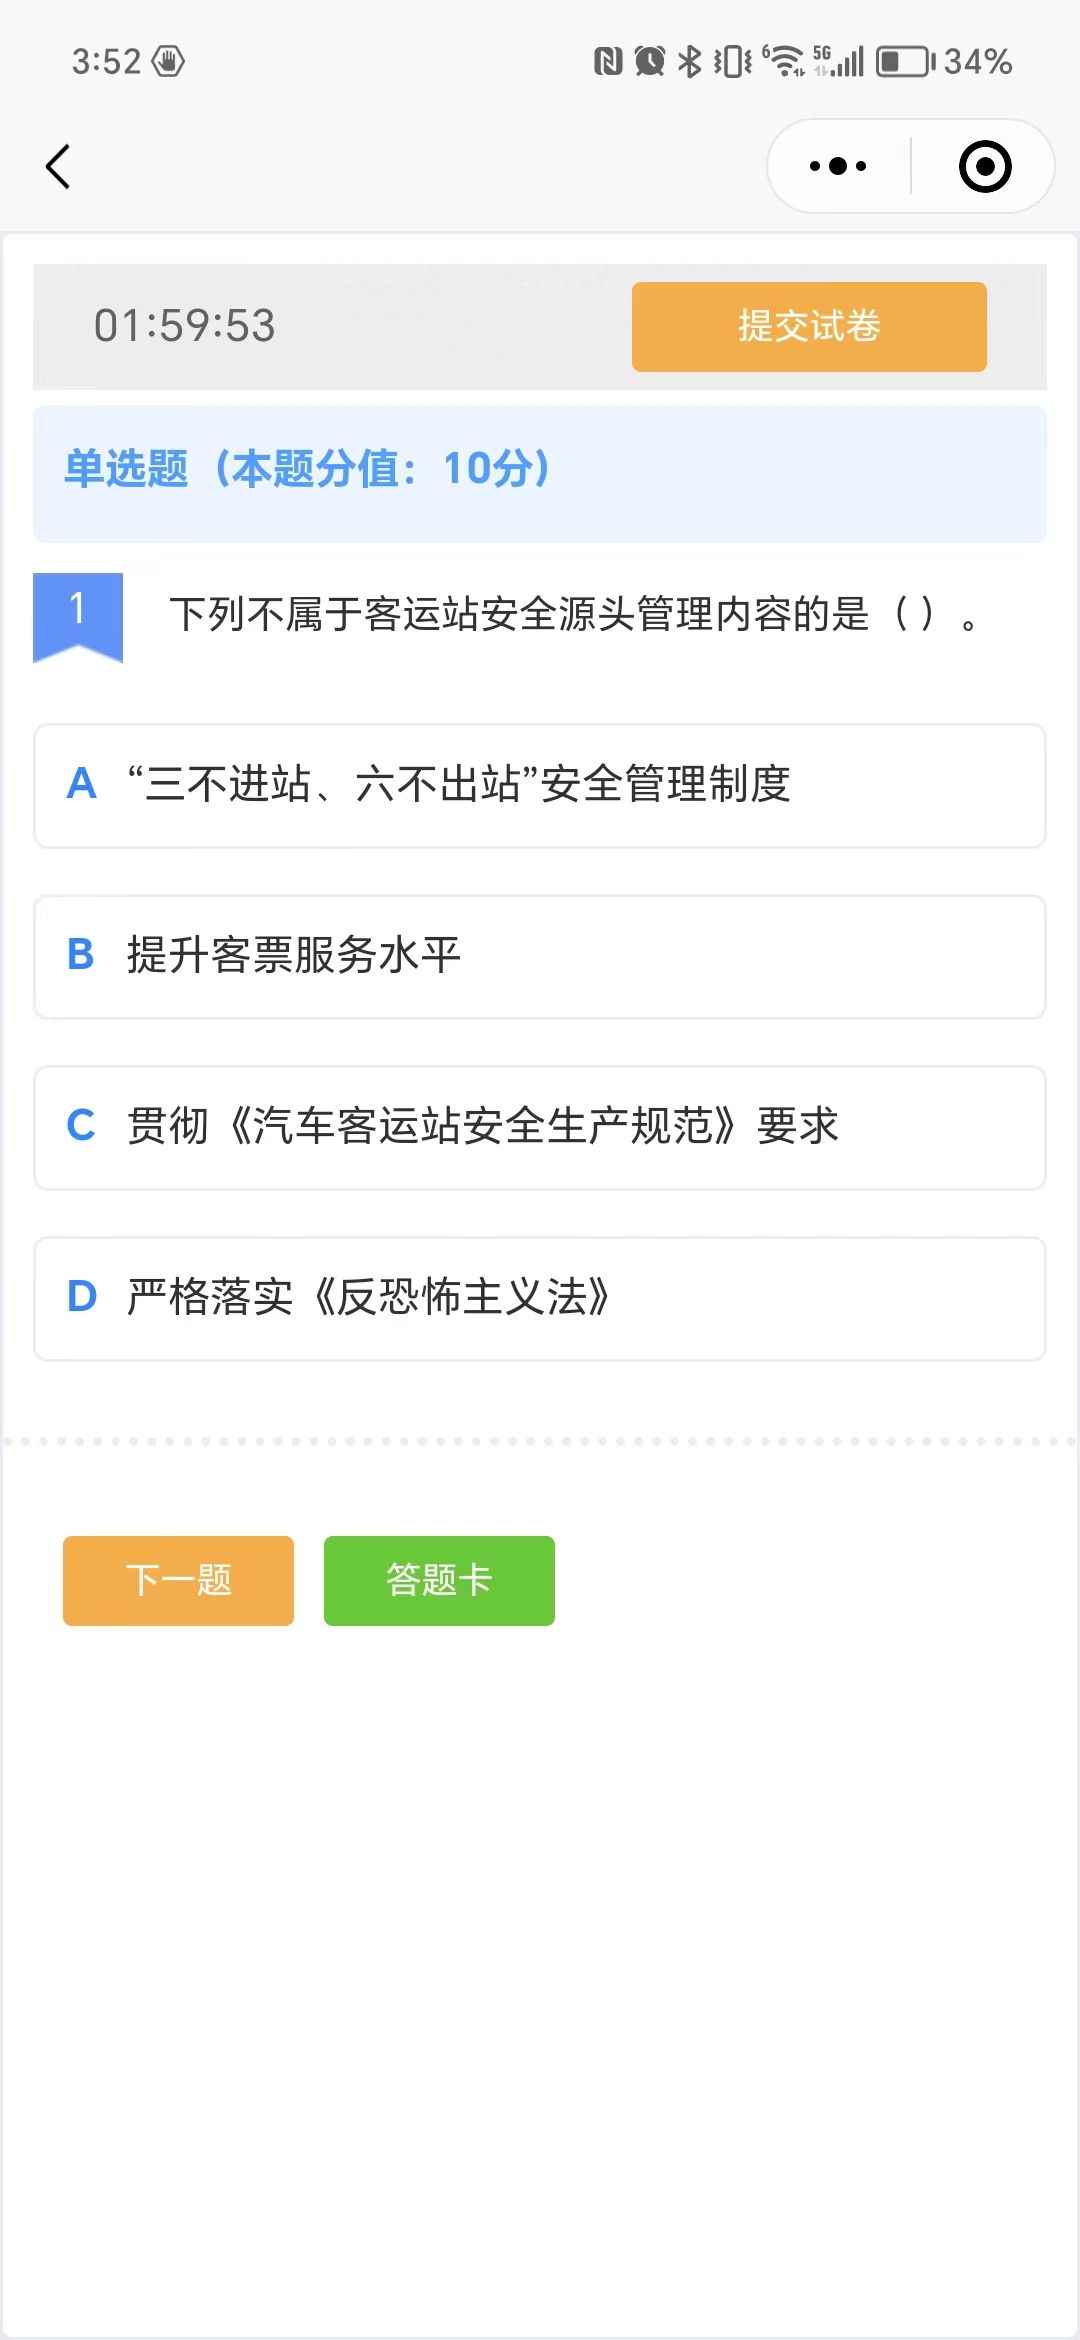 3:52 6 5G 34%
01:59:53 提交试卷
单选题（本题分值：10分）
1 下列不属于客运站安全源头管理内容的是（ ）。
A “三不进站、六不出站”安全管理制度
B 提升客票服务水平
C 贯彻《汽车客运站安全生产规范》要求
D 严格落实《反恐怖主义法》
下一题 答题卡